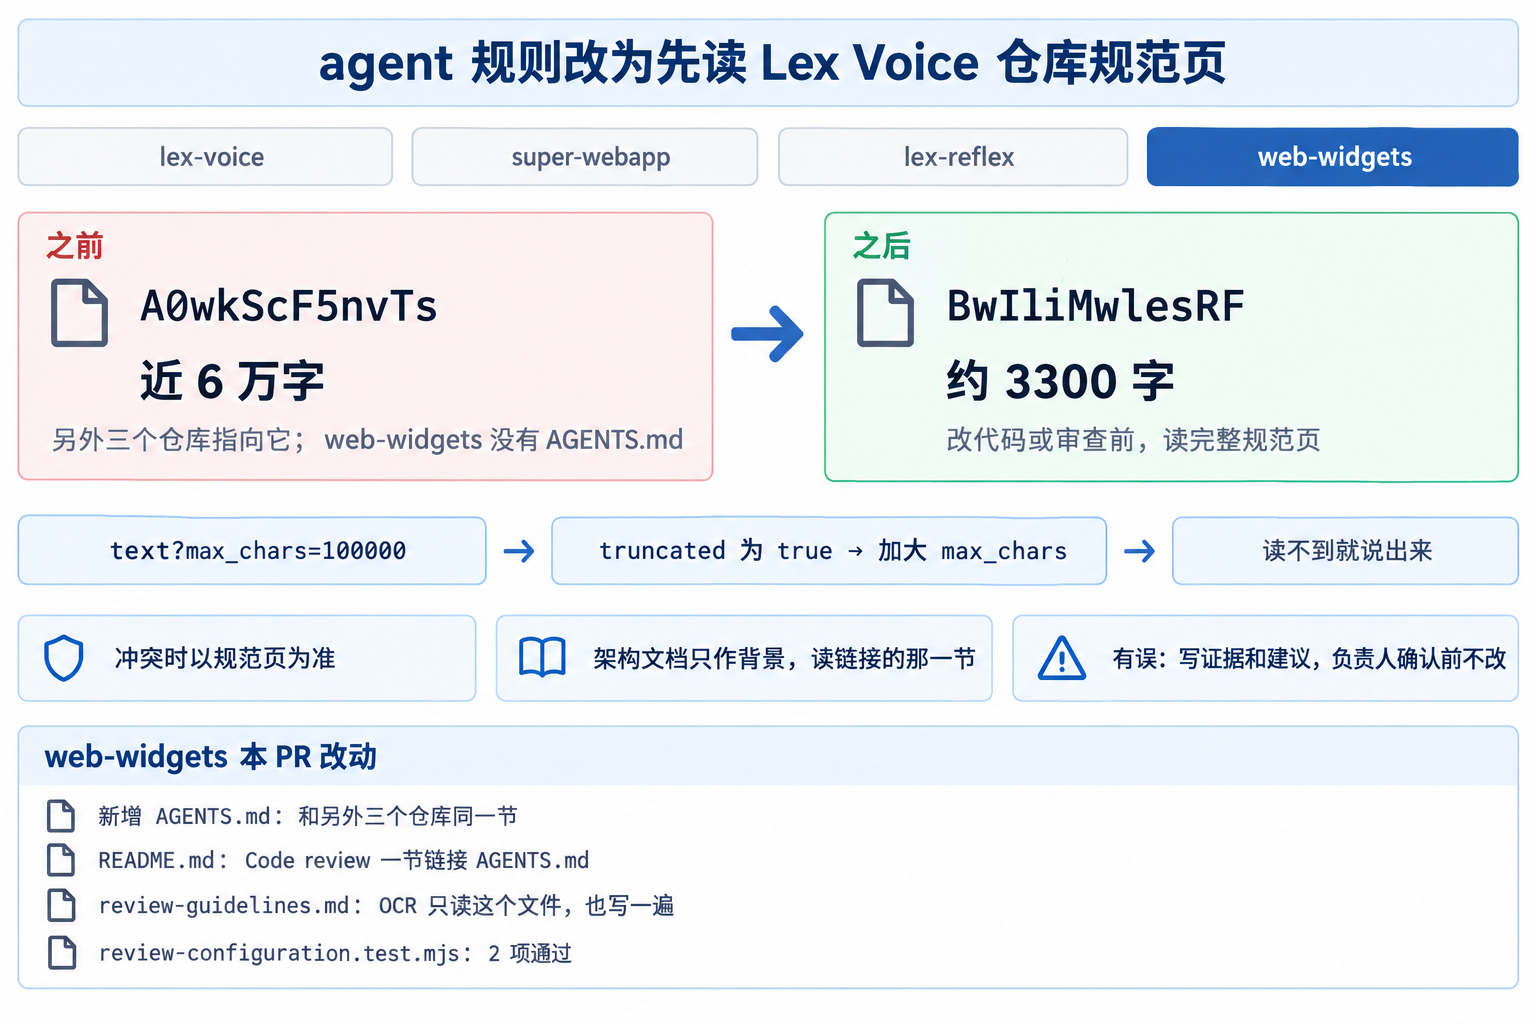 agent 规则改为先读 Lex Voice 仓库规范页
lex-voice
super-webapp
lex-reflex
web-widgets
之前
A0wkScF5nvTs
近 6 万字
另外三个仓库指向它；web-widgets 没有 AGENTS.md
之后
BwIliMwlesRF
约 3300 字
改代码或审查前，读完整规范页
text?max_chars=100000
truncated 为 true → 加大 max_chars
读不到就说出来
冲突时以规范页为准
架构文档只作背景，读链接的那一节
有误：写证据和建议，负责人确认前不改
web-widgets 本 PR 改动
新增 AGENTS.md：和另外三个仓库同一节
README.md：Code review 一节链接 AGENTS.md
review-guidelines.md：OCR 只读这个文件，也写一遍
review-configuration.test.mjs：2 项通过